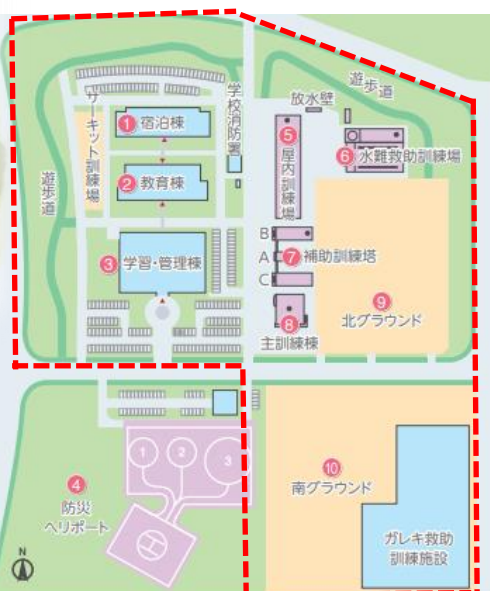 遊歩道
放水壁
学校消防署
サーキット訓練場
① 宿泊棟
⑤ 屋内訓練場
⑥ 水難救助訓練場
② 教育棟
遊歩道
B
A
C
⑦ 補助訓練塔
③ 学習・管理棟
⑨
北グラウンド
⑧
主訓練棟
1
2
3
④
防災
ヘリポート
H
⑩
南グラウンド
ガレキ救助
訓練施設
N